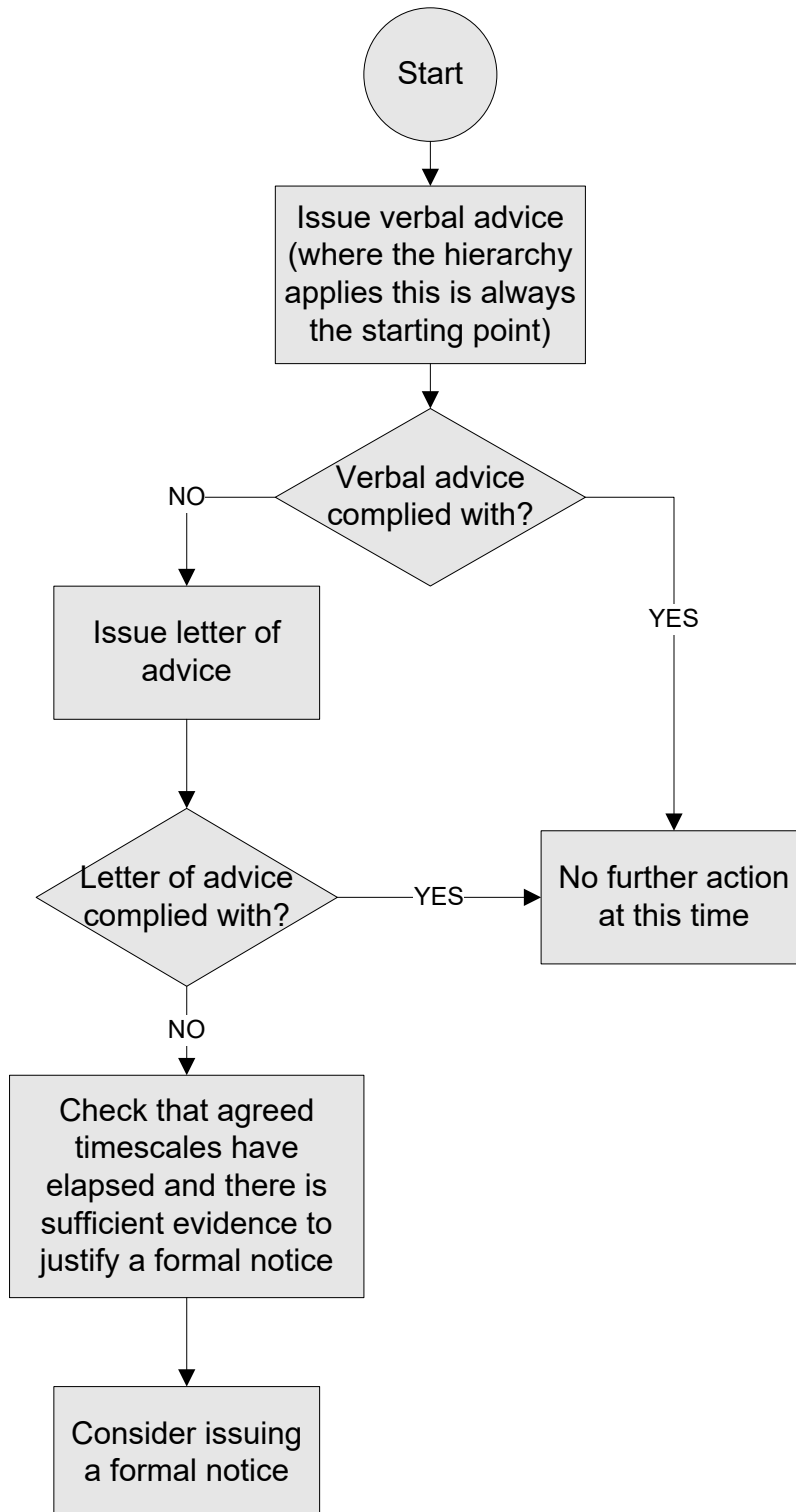 Start
Issue verbal advice
(where the hierarchy
applies this is always
the starting point)
Verbal advice
complied with?
NO
YES
Issue letter of
advice
Letter of advice
complied with?
YES
No further action
at this time
NO
Check that agreed
timescales have
elapsed and there is
sufficient evidence to
justify a formal notice
Consider issuing
a formal notice